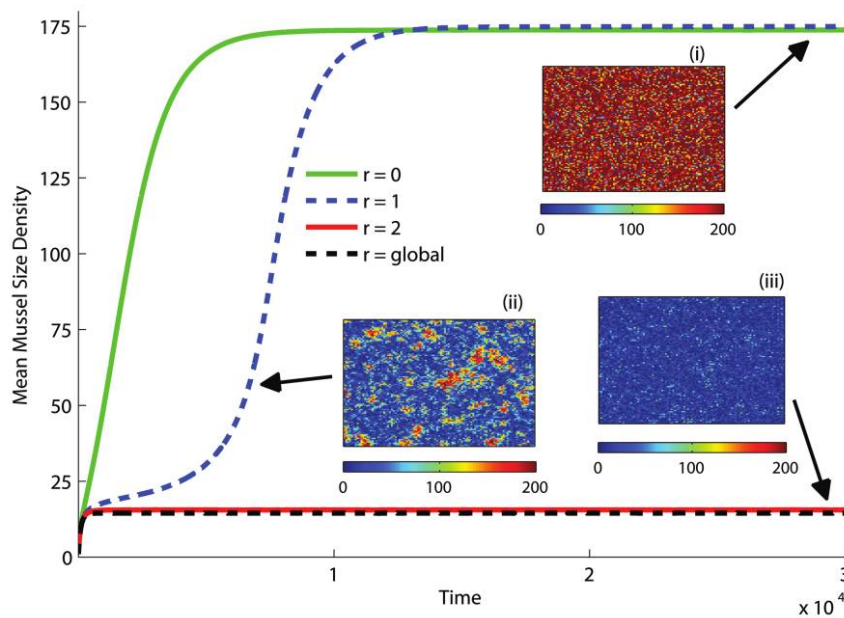 175
150
125
100
75
50
25
0
Mean Mussel Size Density
r = 0
r = 1
r = 2
r = global
(i)
0 100 200
(ii)
0 100 200
(iii)
0 100 200
1 2 3
Time
x 10⁴